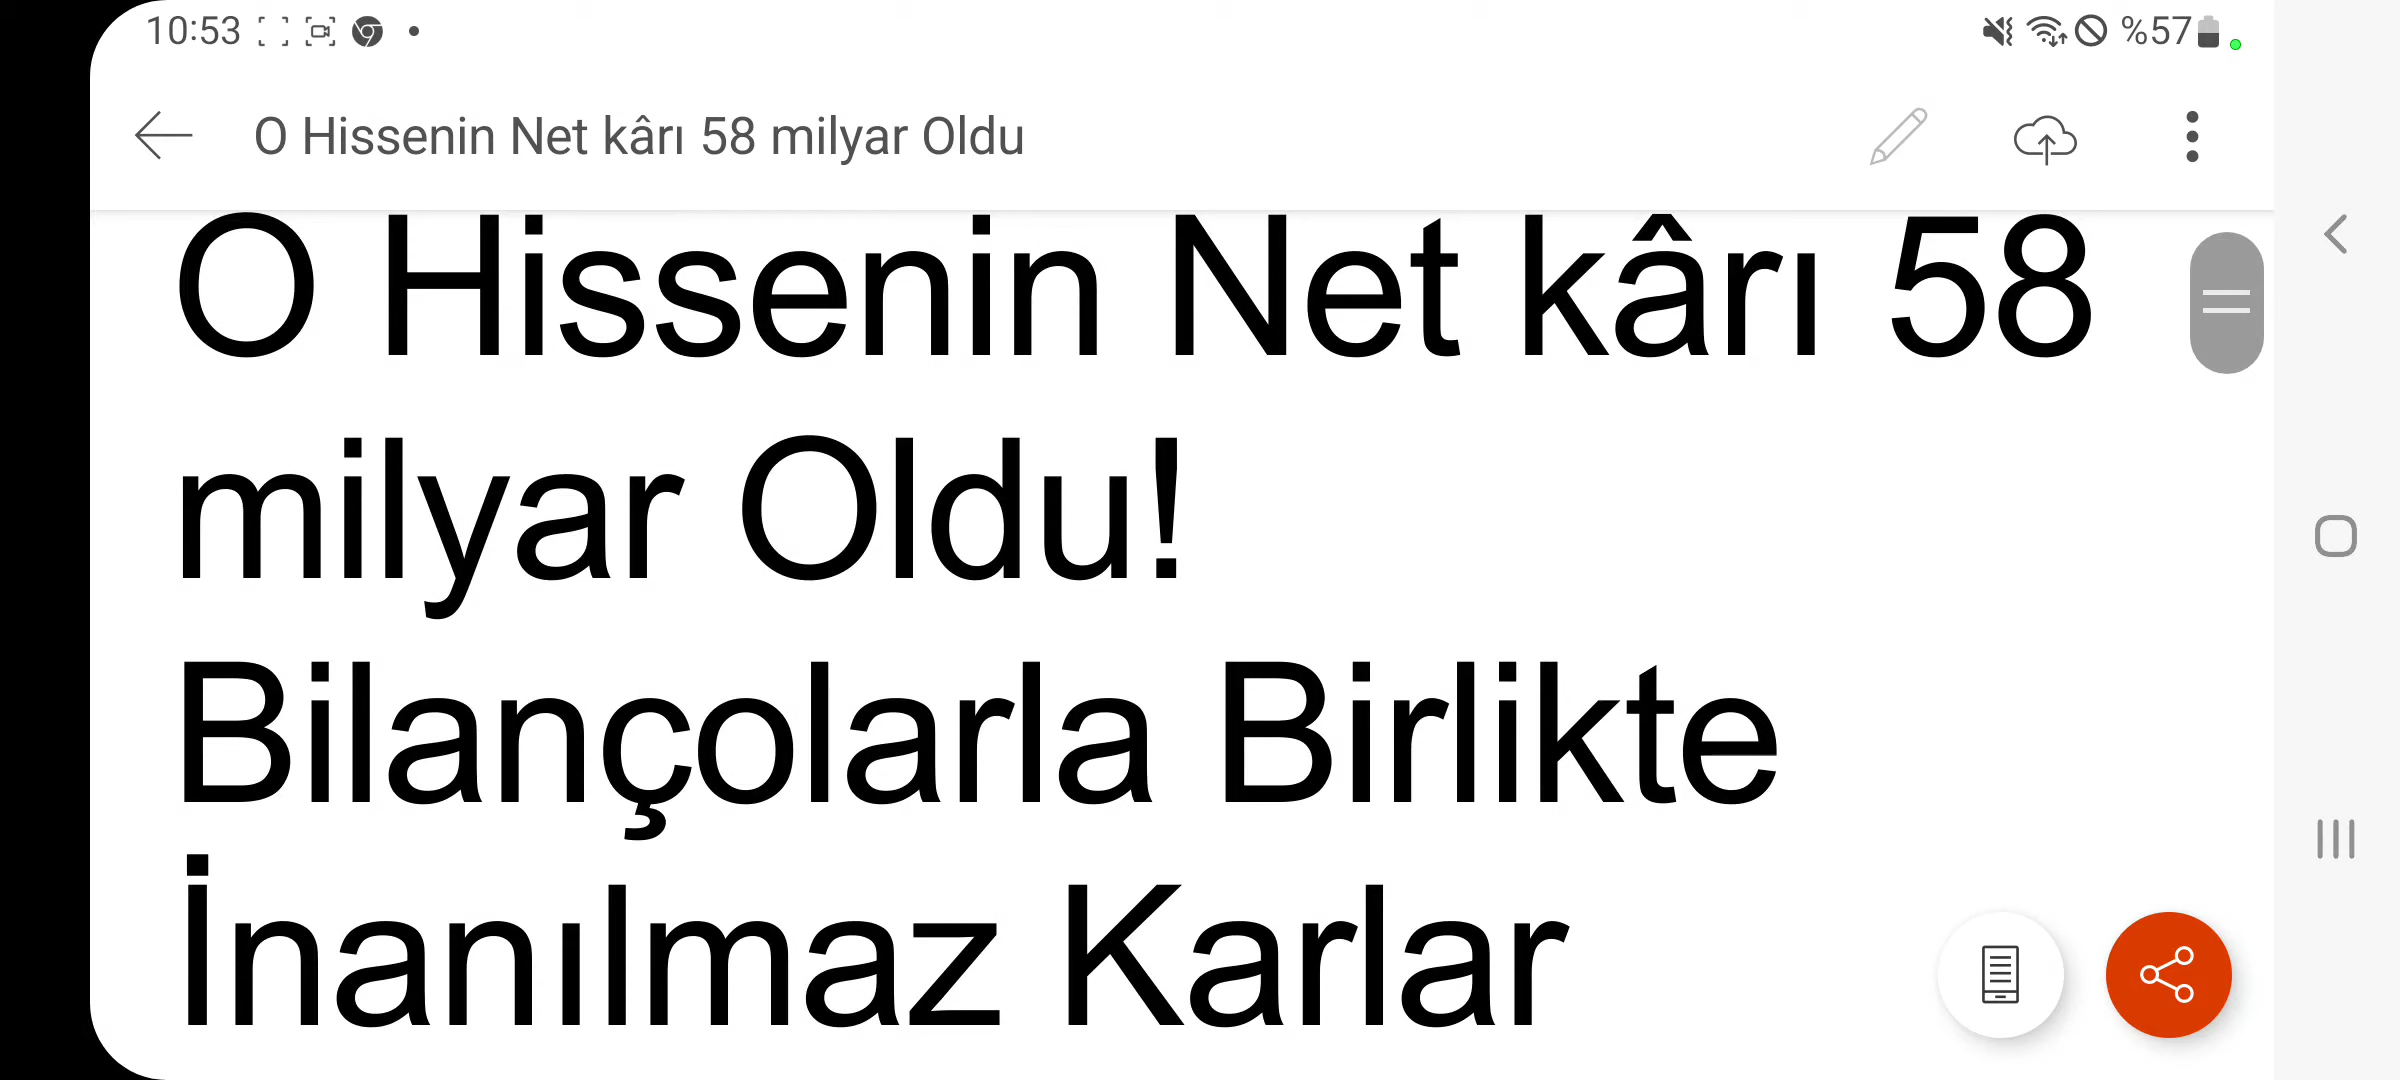 10:53
%57
O Hissenin Net kârı 58 milyar Oldu
O Hissenin Net kârı 58
milyar Oldu!
Bilançolarla Birlikte
İnanılmaz Karlar